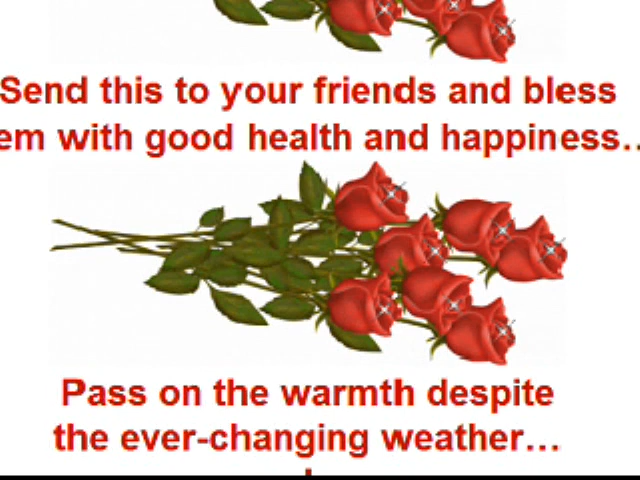 Send this to your friends and bless
em with good health and happiness..
Pass on the warmth despite
the ever-changing weather...